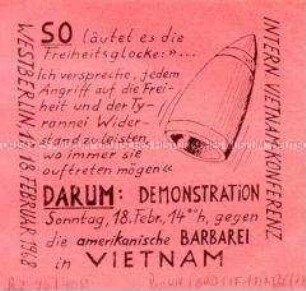 SO läutet es die
Freiheitsglocke: »...
Ich verspreche, jedem
Angriff auf die Frei-
heit und der Ty-
rannei Wider-
stand zu leisten,
wo immer sie
auftreten mögen«
DARUM: DEMONSTRATION
Sonntag, 18. Febr., 14°°h, gegen
die amerikanische BARBAREI
in VIETNAM
WESTBERLIN 17./18. FEBRUAR 1968
INTERN. VIETNAMKONFERENZ